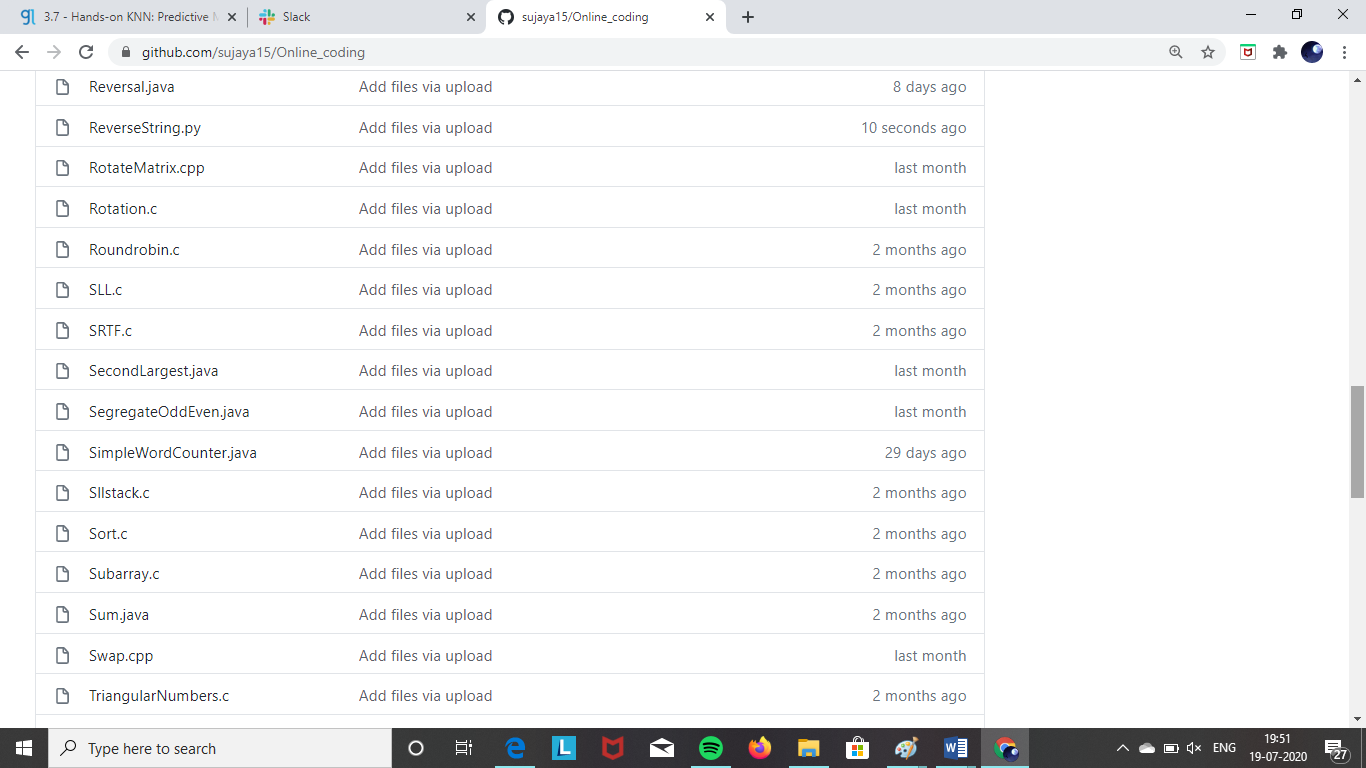 3.7 - Hands-on KNN: Predictive
Slack
sujaya15/Online_coding
github.com/sujaya15/Online_coding
Reversal.java Add files via upload 8 days ago
ReverseString.py Add files via upload 10 seconds ago
RotateMatrix.cpp Add files via upload last month
Rotation.c Add files via upload last month
Roundrobin.c Add files via upload 2 months ago
SLL.c Add files via upload 2 months ago
SRTF.c Add files via upload 2 months ago
SecondLargest.java Add files via upload last month
SegregateOddEven.java Add files via upload last month
SimpleWordCounter.java Add files via upload 29 days ago
Sllstack.c Add files via upload 2 months ago
Sort.c Add files via upload 2 months ago
Subarray.c Add files via upload 2 months ago
Sum.java Add files via upload 2 months ago
Swap.cpp Add files via upload last month
TriangularNumbers.c Add files via upload 2 months ago
Type here to search
ENG
19:51
19-07-2020
27